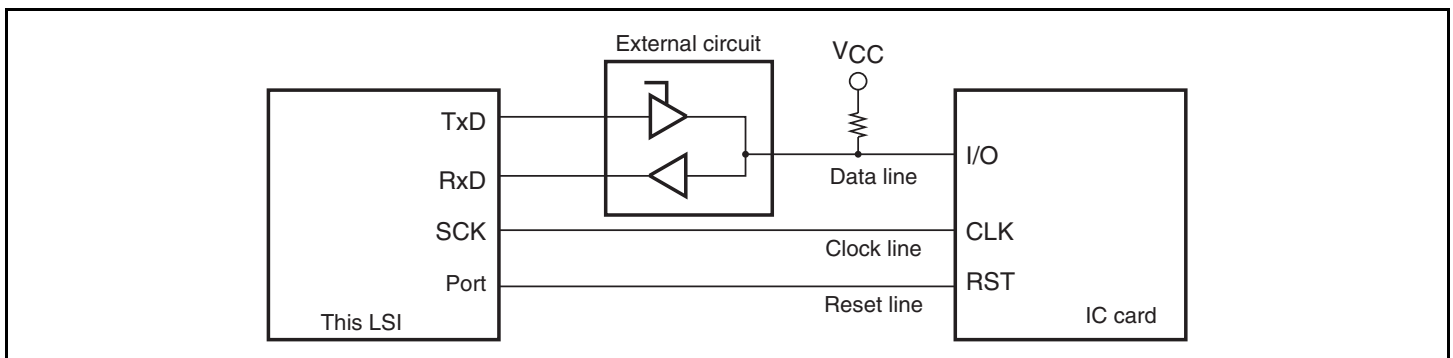 External circuit
VCC
TxD
RxD
SCK
Port
This LSI
Data line
Clock line
Reset line
I/O
CLK
RST
IC card